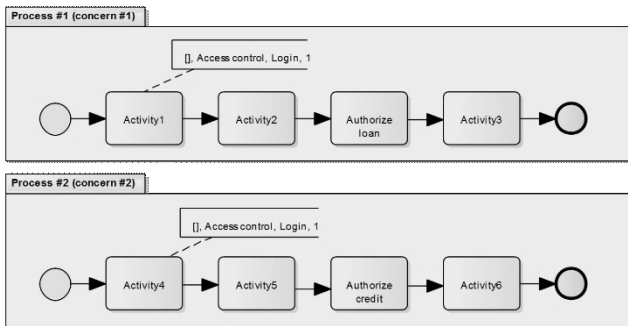 Process #1 (concern #1)
[], Access control, Login, 1
Activity1
Activity2
Authorize
loan
Activity3
Process #2 (concern #2)
[], Access control, Login, 1
Activity4
Activity5
Authorize
credit
Activity6